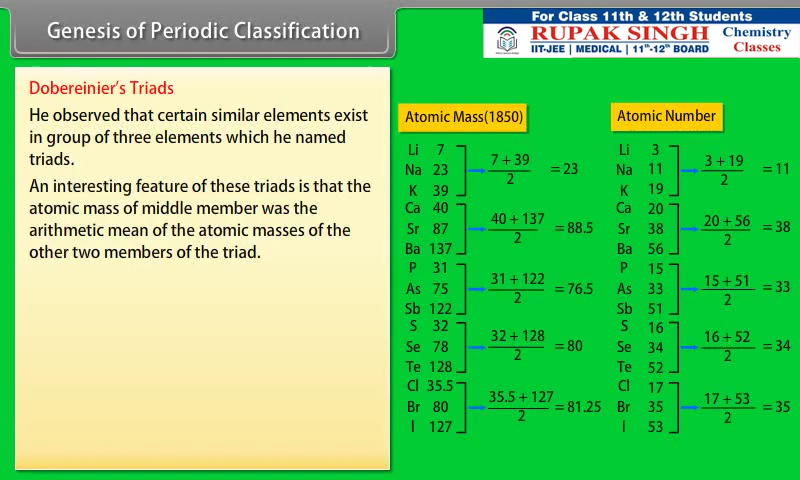 Genesis of Periodic Classification
For Class 11th & 12th Students
RUPAK SINGH
IIT-JEE | MEDICAL | 11th-12th BOARD
Chemistry
Classes
Dobereinier's Triads
He observed that certain similar elements exist
in group of three elements which he named
triads.
An interesting feature of these triads is that the
atomic mass of middle member was the
arithmetic mean of the atomic masses of the
other two members of the triad.
Atomic Mass(1850)
Li 7
Na 23
K 39
7 + 39
2
= 23
Ca 40
Sr 87
Ba 137
40 + 137
2
= 88.5
P 31
As 75
Sb 122
31 + 122
2
= 76.5
S 32
Se 78
Te 128
32 + 128
2
= 80
Cl 35.5
Br 80
I 127
35.5 + 127
2
= 81.25
Atomic Number
Li 3
Na 11
K 19
3 + 19
2
= 11
Ca 20
Sr 38
Ba 56
20 + 56
2
= 38
P 15
As 33
Sb 51
15 + 51
2
= 33
S 16
Se 34
Te 52
16 + 52
2
= 34
Cl 17
Br 35
I 53
17 + 53
2
= 35